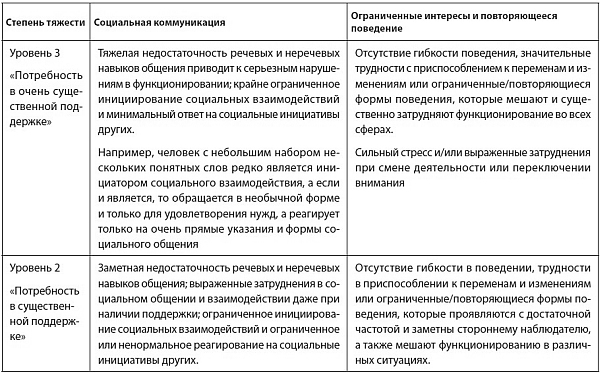 Степень тяжести
Социальная коммуникация
Ограниченные интересы и повторяющееся
поведение
Уровень 3
«Потребность
в очень суще-
ственной под-
держке»
Тяжелая недостаточность речевых и неречевых
навыков общения приводит к серьезным наруше-
ниям в функционировании; крайне ограниченное
инициирование социальных взаимодействий
и минимальный ответ на социальные инициативы
других.
Например, человек с небольшим набором не-
скольких понятных слов редко является ини-
циатором социального взаимодействия, а если
и является, то обращается в необычной форме
и только для удовлетворения нужд, а реагирует
только на очень прямые указания и формы со-
циального общения
Отсутствие гибкости поведения, значительные
трудности с приспособлением к переменам и из-
менениям или ограниченные/повторяющиеся
формы поведения, которые мешают и суще-
ственно затрудняют функционирование во всех
сферах.
Сильный стресс и/или выраженные затруднения
при смене деятельности или переключении
внимания
Уровень 2
«Потребность
в существен-
ной поддерж-
ке»
Заметная недостаточность речевых и неречевых
навыков общения; выраженные затруднения в со-
циальном общении и взаимодействии даже при
наличии поддержки; ограниченное инициирова-
ние социальных взаимодействий и ограниченное
или ненормальное реагирование на социальные
инициативы других.
Отсутствие гибкости в поведении, трудности
в приспособлении к переменам и изменениям
или ограниченные/повторяющиеся формы по-
ведения, которые проявляются с достаточной
частотой и заметны стороннему наблюдателю,
а также мешают функционированию в различ-
ных ситуациях.